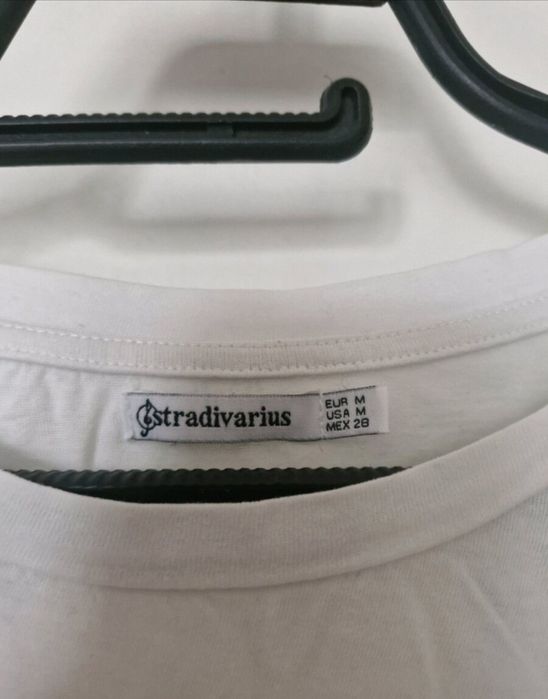 stradivarius
EUR M
USA M
MEX 28